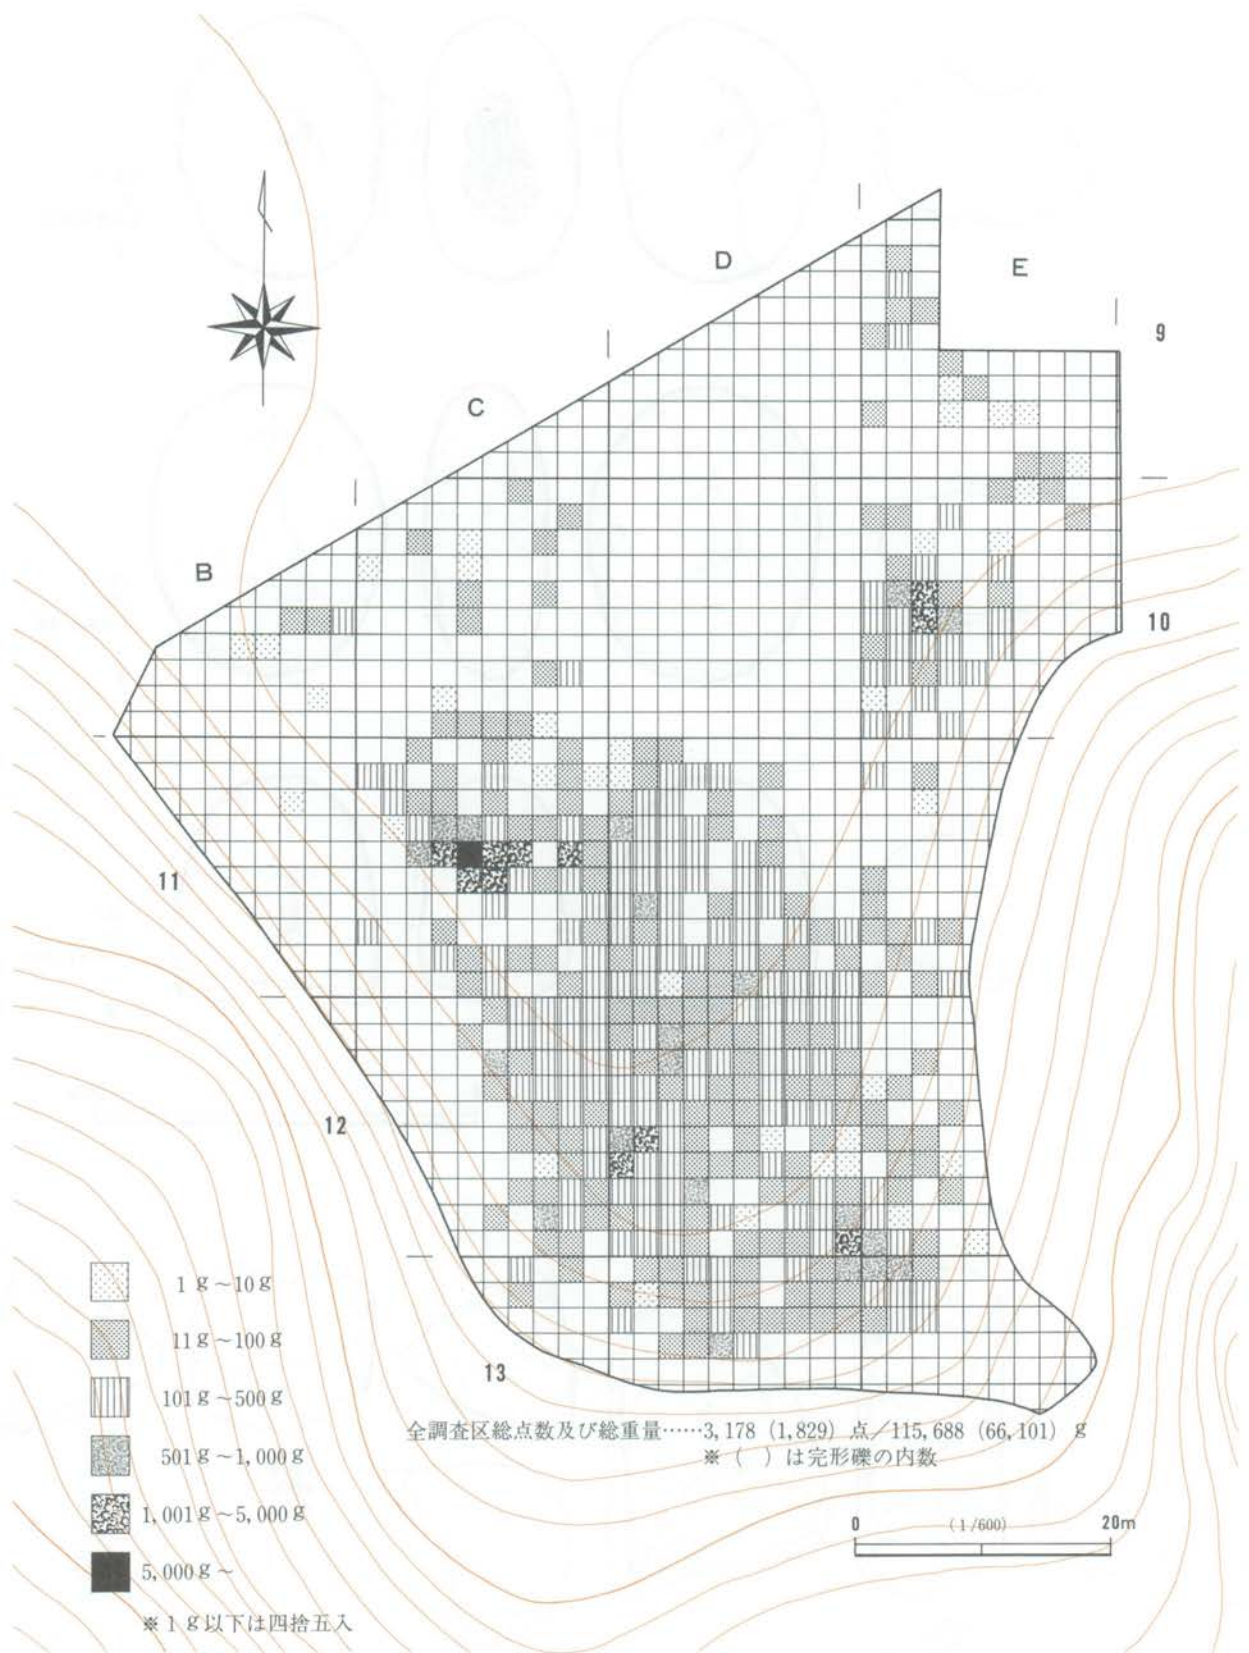 D
E
9
C
B
10
11
12
13
1g~10g
11g~100g
101g~500g
501g~1,000g
1,001g~5,000g
5,000g~
※1g以下は四捨五入
全調査区総点数及び総重量……3,178(1,829)点/115,688(66,101)g
※( )は完形礫の内数
0 (1/600) 20m